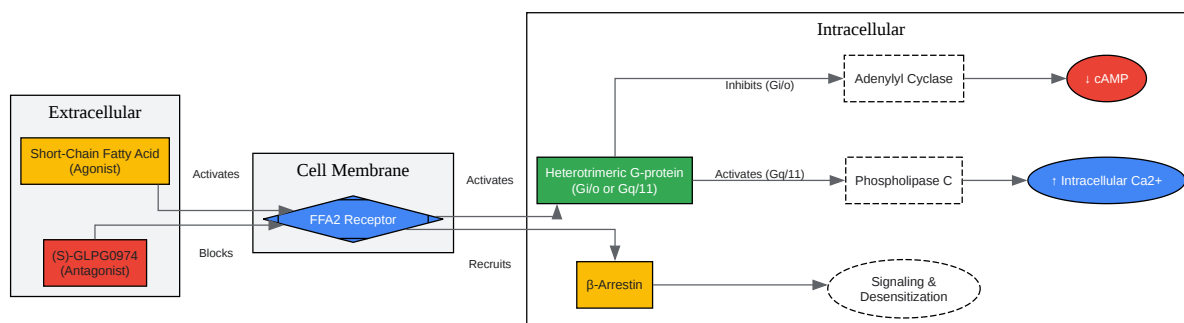 Intracellular
Inhibits (Gi/o)
Adenylyl Cyclase
↓ cAMP
Extracellular
Short-Chain Fatty Acid
(Agonist)
Activates
Cell Membrane
Activates
Heterotrimeric G-protein
(Gi/o or Gq/11)
Activates (Gq/11)
Phospholipase C
↑ Intracellular Ca2+
FFA2 Receptor
(S)-GLPG0974
(Antagonist)
Blocks
Recruits
β-Arrestin
Signaling &
Desensitization